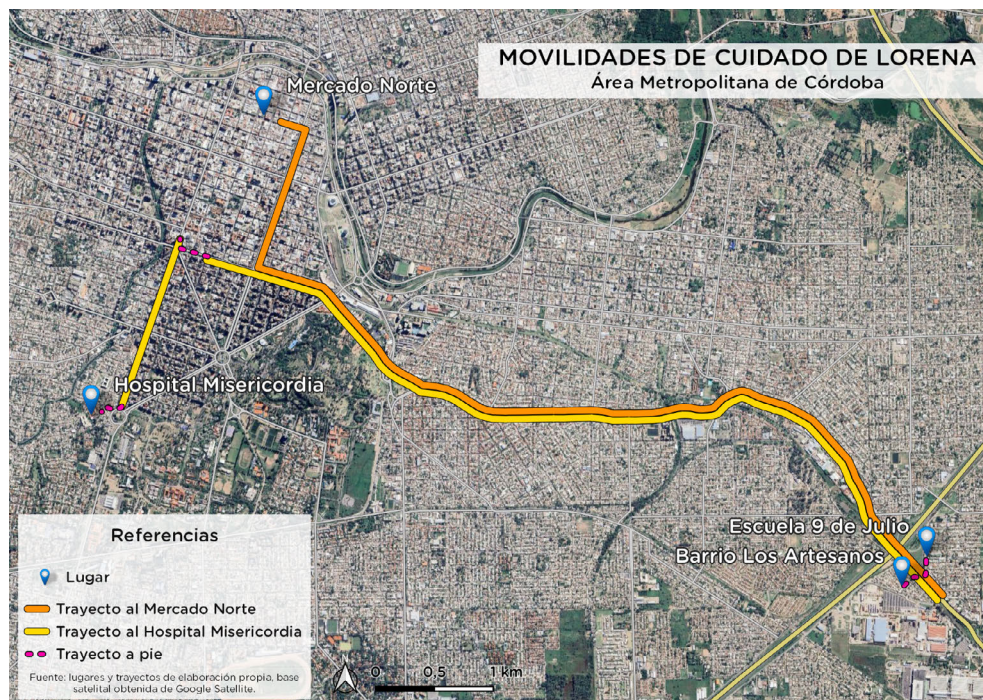 MOVILIDADES DE CUIDADO DE LORENA
Área Metropolitana de Córdoba
Mercado Norte
Hospital Misericordia
Escuela 9 de Julio
Barrio Los Artesanos
Referencias
Lugar
Trayecto al Mercado Norte
Trayecto al Hospital Misericordia
Trayecto a pie
Fuente: lugares y trayectos de elaboración propia, base
satelital obtenida de Google Satellite.
0 0,5 1 km